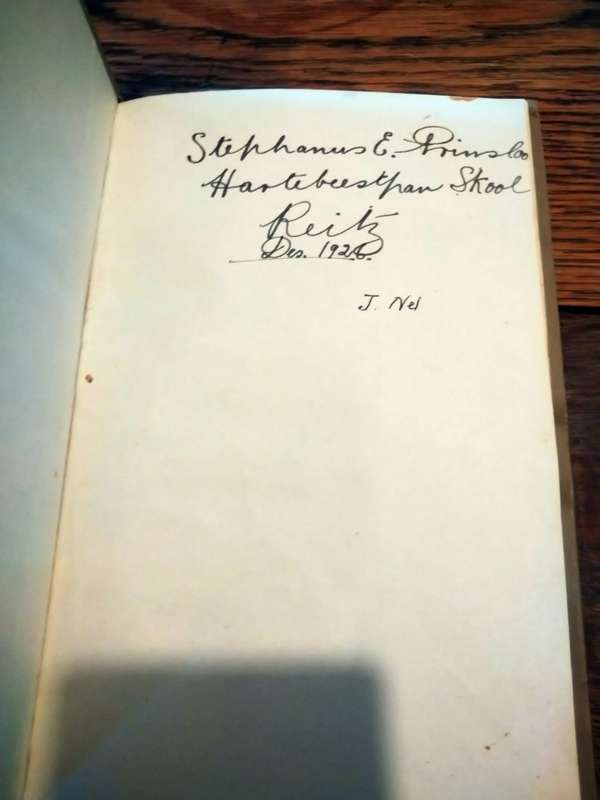 Stephanus E. Prinsloo
Hartebeestpan Skool
Reitz
Des. 1926.
J. Nel